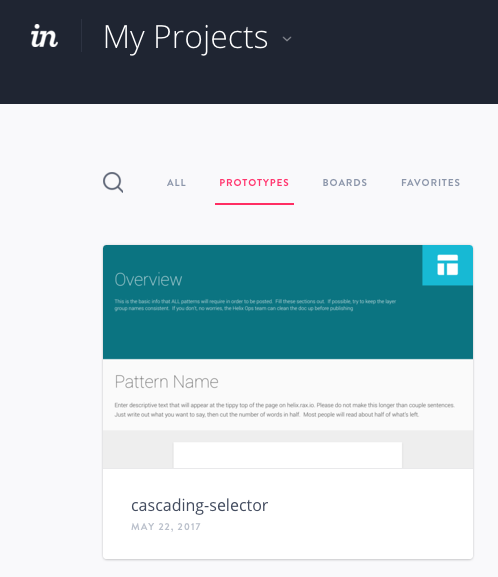 in My Projects
ALL PROTOTYPES BOARDS FAVORITES
Overview
This is the basic info that ALL patterns will require in order to be posted. Fill these sections out. If possible, try to keep the layer
group names consistent. If you don't, no worries, the Helix Ops team can clean the doc up before publishing.
Pattern Name
Enter descriptive text that will appear at the tippy top of the page on helix.rax.io. Please do not make this longer than couple sentences.
Just write out what you want to say, then cut the number of words in half. Most people will read about half of what's left.
cascading-selector
MAY 22, 2017